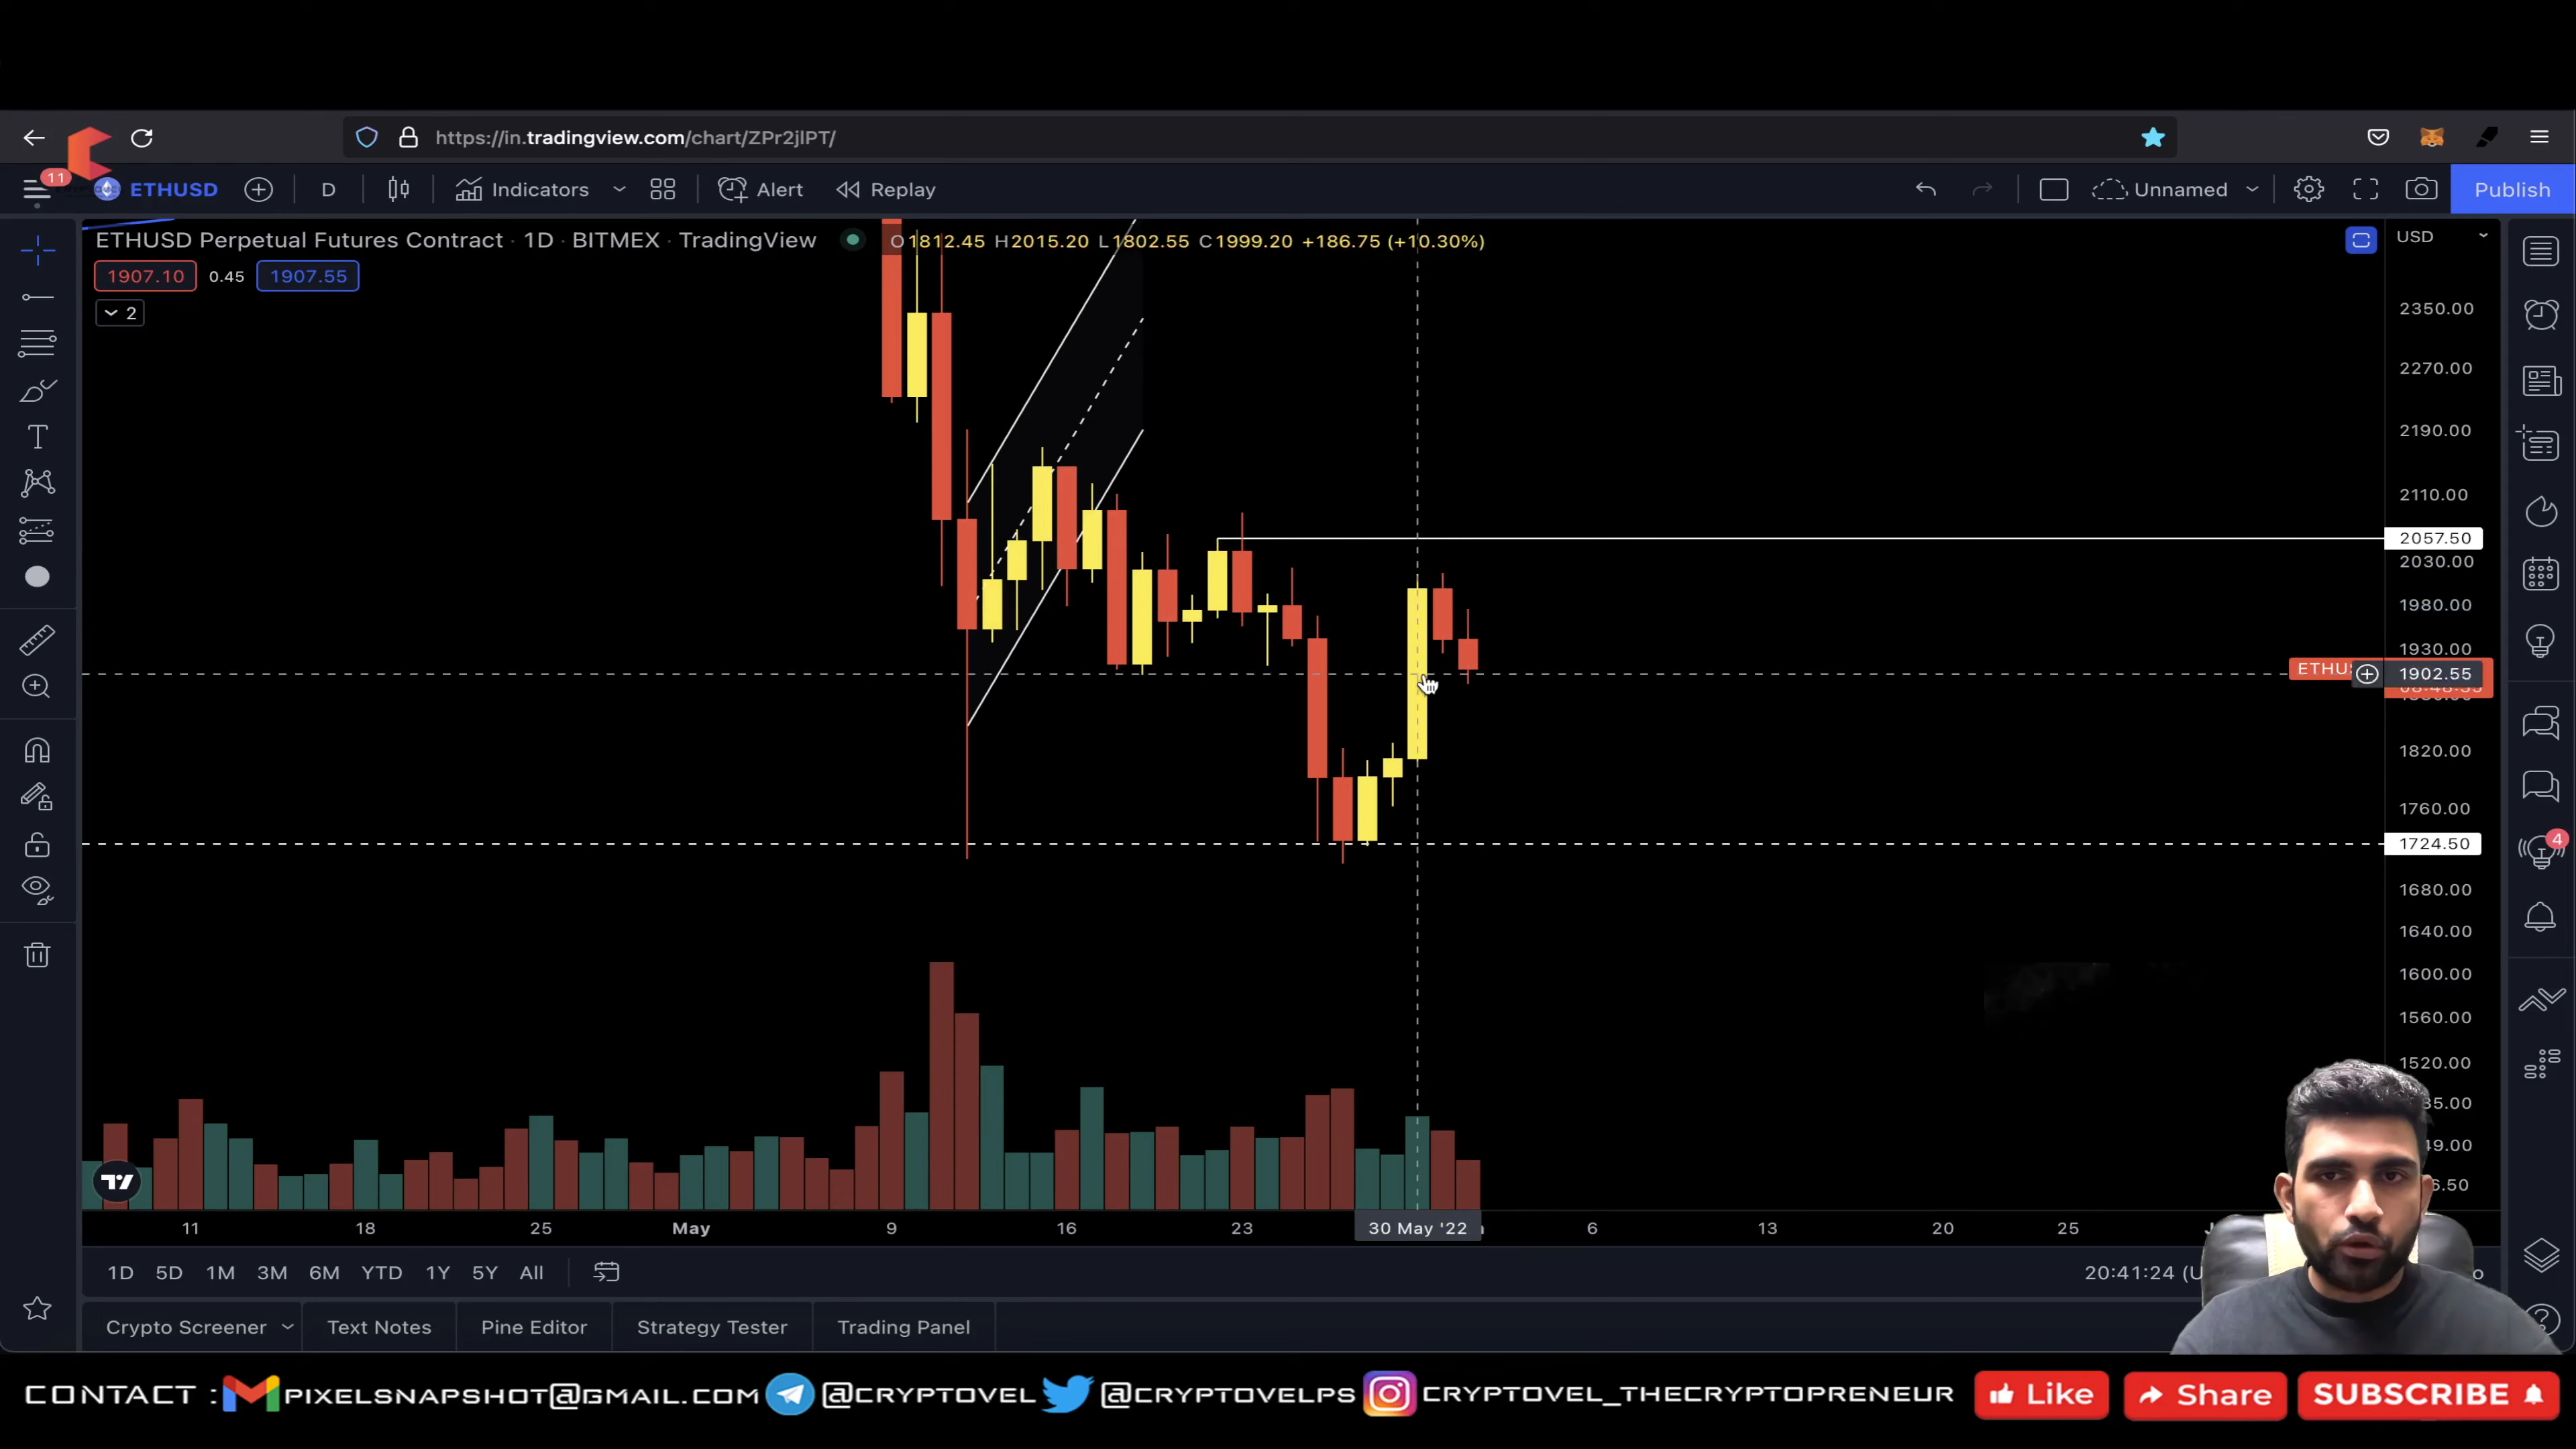 https://in.tradingview.com/chart/ZPr2jlPT/
11
ETHUSD
D
Indicators
Alert
Replay
Unnamed
Publish
ETHUSD Perpetual Futures Contract · 1D · BITMEX · TradingView
O1812.45 H2015.20 L1802.55 C1999.20 +186.75 (+10.30%)
USD
1907.10
0.45
1907.55
2
2350.00
2270.00
2190.00
2110.00
2057.50
2030.00
1980.00
1930.00
1902.55
1820.00
1760.00
1724.50
4
1680.00
1640.00
1600.00
1560.00
1520.00
11 18 25 May 9 16 23 30 May '22 6 13 20 25
1D 5D 1M 3M 6M YTD 1Y 5Y All
20:41:24
Crypto Screener Text Notes Pine Editor Strategy Tester Trading Panel
CONTACT : PIXELSNAPSHOT@GMAIL.COM @CRYPTOVEL @CRYPTOVELPS CRYPTOVEL_THECRYPTOPRENEUR Like Share SUBSCRIBE